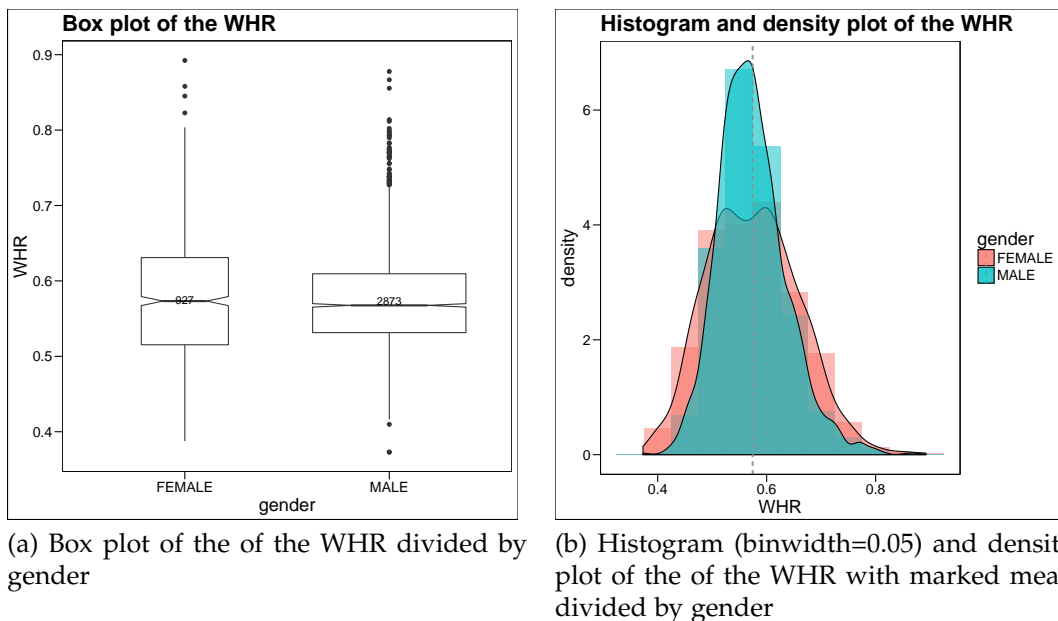 Box plot of the WHR
0.9
0.8
0.7
0.6
0.5
0.4
WHR
927
2873
FEMALE
MALE
gender
Histogram and density plot of the WHR
6
4
2
0
density
0.4
0.6
0.8
WHR
gender
FEMALE
MALE
(a) Box plot of the of the WHR divided by
gender
(b) Histogram (binwidth=0.05) and densit
plot of the of the WHR with marked mea
divided by gender